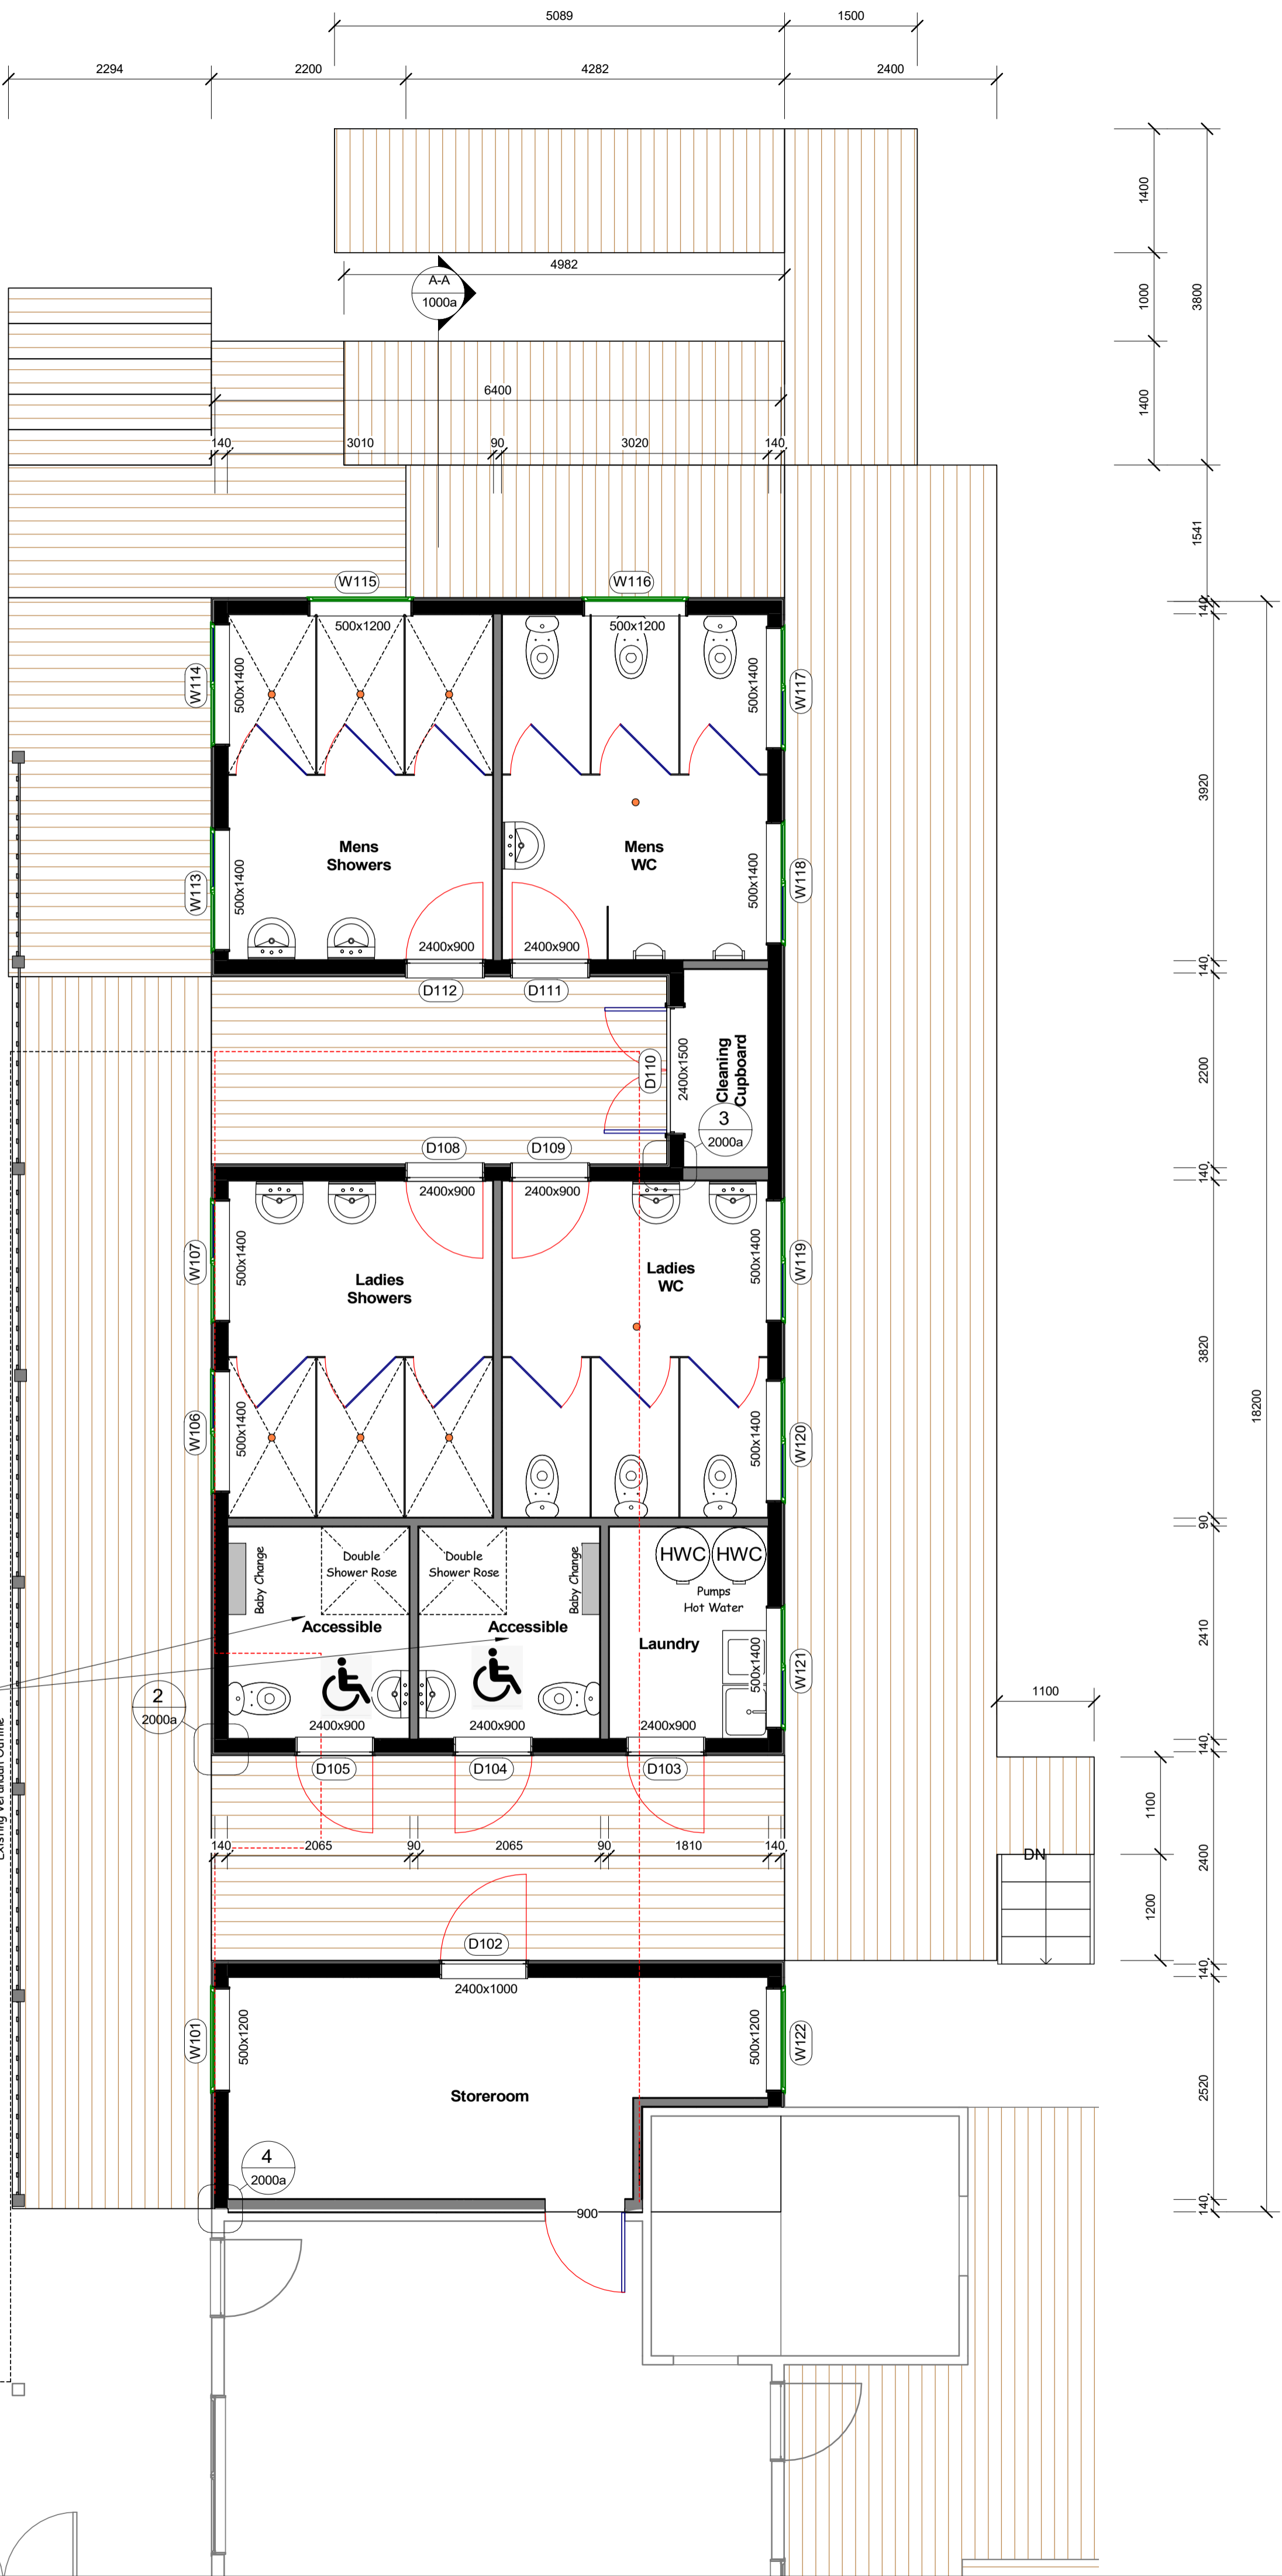 5089
1500
2294
2200
4282
2400
1400
1000
3800
1400
1541
4982
A-A
1000a
6400
140
3010
90
3020
140
W115
W116
500x1200
500x1200
140
W114
500x1400
500x1400
W117
3920
Mens
Showers
Mens
WC
W113
500x1400
500x1400
W118
2400x900
2400x900
D112
D111
140
D110
2400x1500
Cleaning
Cupboard
2200
3
2000a
D108
D109
140
2400x900
2400x900
W107
500x1400
Ladies
Showers
Ladies
WC
500x1400
W119
3820
18200
W106
500x1400
500x1400
W120
90
Baby Change
Double
Shower Rose
Double
Shower Rose
Baby Change
HWC
HWC
Pumps
Hot Water
Accessible
Accessible
Laundry
500x1400
W121
2410
2
2000a
2400x900
2400x900
2400x900
D105
D104
D103
1100
140
1100
140
2065
90
2065
90
1810
140
2400
DN
1200
D102
140
2400x1000
W101
500x1200
500x1200
W122
2520
Storeroom
4
2000a
900
140